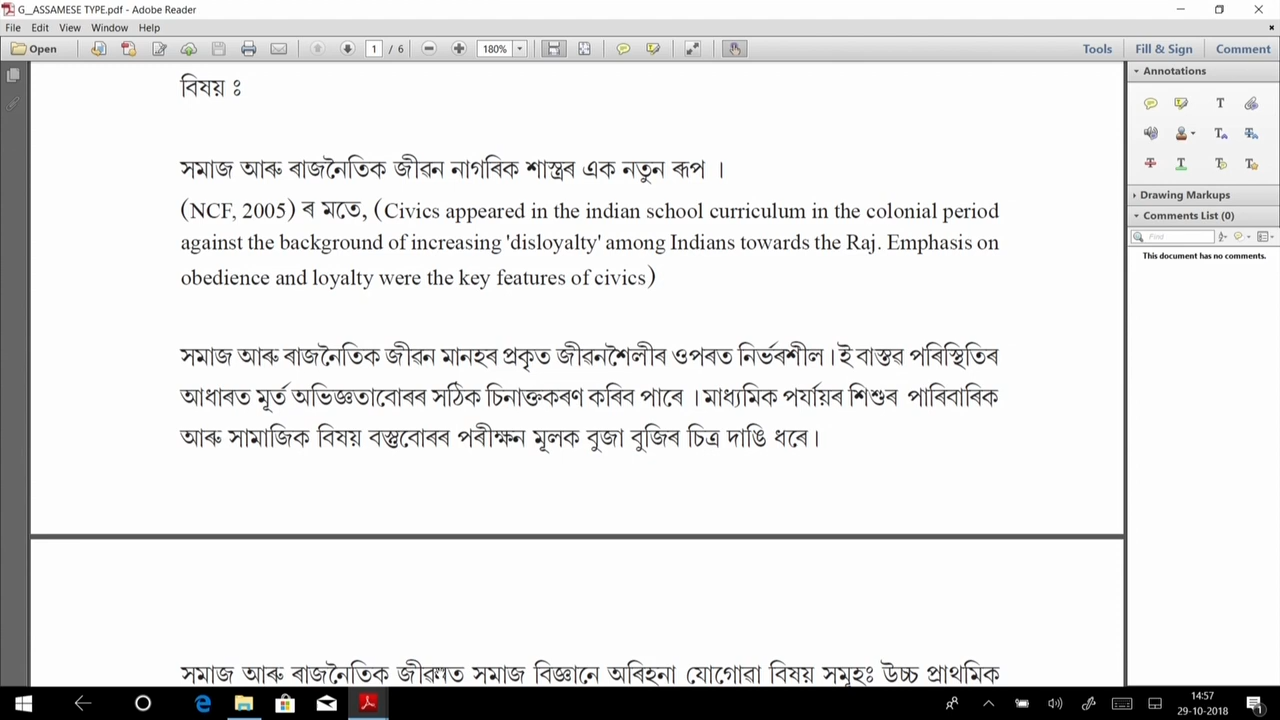 G__ASSAMESE TYPE.pdf - Adobe Reader
File Edit View Window Help
Open 1 / 6 180% Tools Fill & Sign Comment
Annotations
Drawing Markups
Comments List (0)
Find
This document has no comments.
বিষয় ঃ
সমাজ আৰু ৰাজনৈতিক জীৱন নাগৰিক শাস্ত্ৰৰ এক নতুন ৰূপ ।
(NCF, 2005) ৰ মতে, (Civics appeared in the indian school curriculum in the colonial period
against the background of increasing 'disloyalty' among Indians towards the Raj. Emphasis on
obedience and loyalty were the key features of civics)
সমাজ আৰু ৰাজনৈতিক জীৱন মানহৰ প্ৰকৃত জীৱনশৈলীৰ ওপৰত নিৰ্ভৰশীল। ই বাস্তৱ পৰিস্থিতিৰ
আধাৰত মূৰ্ত অভিজ্ঞতাবোৰৰ সঠিক চিনাক্তকৰণ কৰিব পাৰে । মাধ্যমিক পৰ্যায়ৰ শিশুৰ পাৰিবাৰিক
আৰু সামাজিক বিষয় বস্তুবোৰৰ পৰীক্ষন মূলক বুজা বুজিৰ চিত্ৰ দাঙি ধৰে।
সমাজ আৰু ৰাজনৈতিক জীৱনত সমাজ বিজ্ঞানে অৰিহনা যোগোৱা বিষয় সমূহঃ উচ্চ প্ৰাথমিক
14:57
29-10-2018